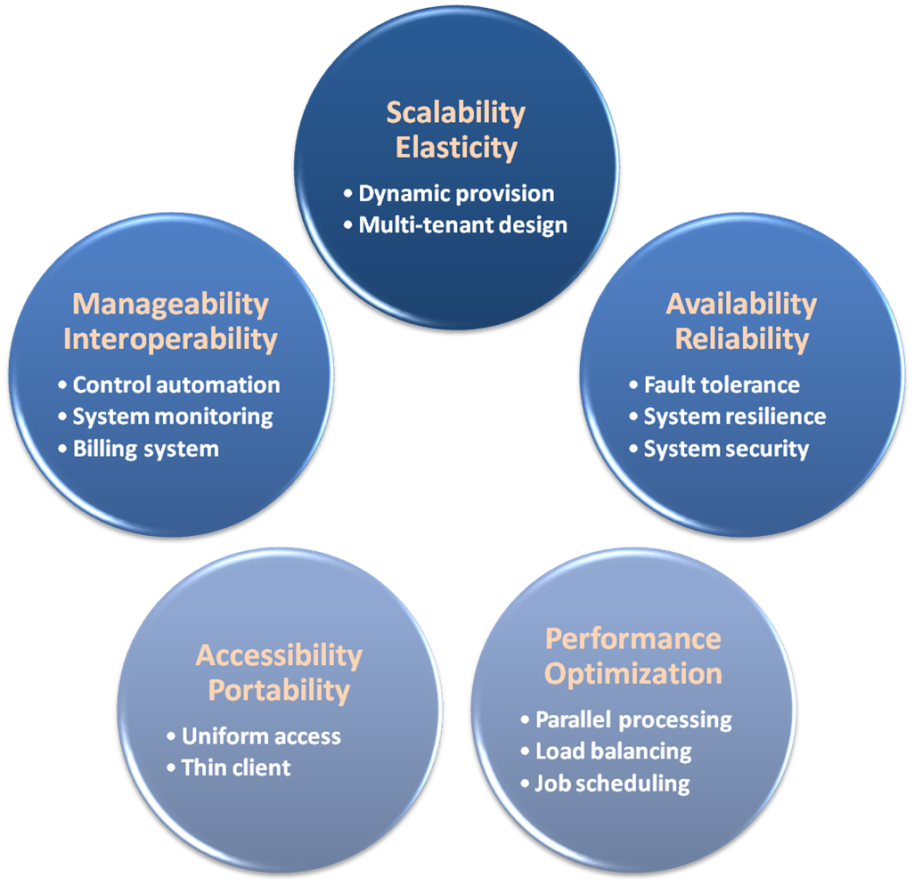 Scalability
Elasticity
• Dynamic provision
• Multi-tenant design
Manageability
Interoperability
• Control automation
• System monitoring
• Billing system
Availability
Reliability
• Fault tolerance
• System resilience
• System security
Accessibility
Portability
• Uniform access
• Thin client
Performance
Optimization
• Parallel processing
• Load balancing
• Job scheduling